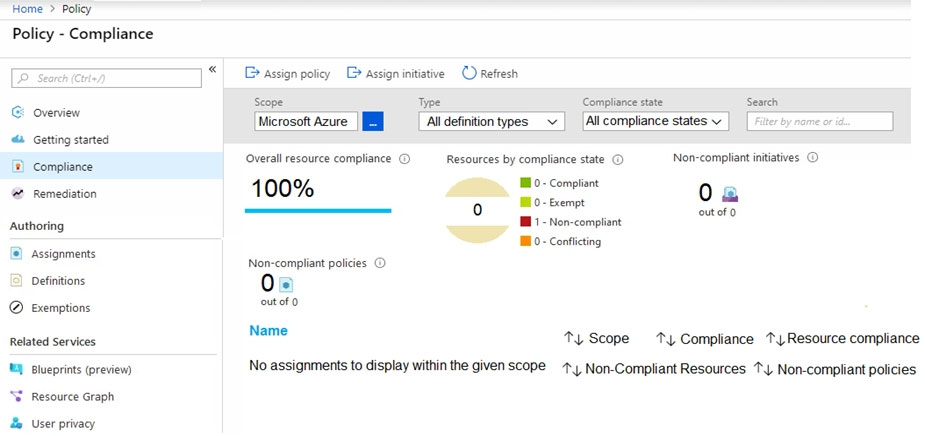 Home > Policy
Policy - Compliance
Search (Ctrl+/)
«
Overview
Getting started
Compliance
Remediation
Authoring
Assignments
Definitions
Exemptions
Related Services
Blueprints (preview)
Resource Graph
User privacy
Assign policy Assign initiative Refresh
Scope Type Compliance state Search
Microsoft Azure ... All definition types All compliance states Filter by name or id...
Overall resource compliance
100%
Resources by compliance state
0
0 - Compliant
0 - Exempt
1 - Non-compliant
0 - Conflicting
Non-compliant initiatives
0
out of 0
Non-compliant policies
0
out of 0
Name
↑↓ Scope ↑↓ Compliance ↑↓ Resource compliance
No assignments to display within the given scope ↑↓ Non-Compliant Resources ↑↓ Non-compliant policies